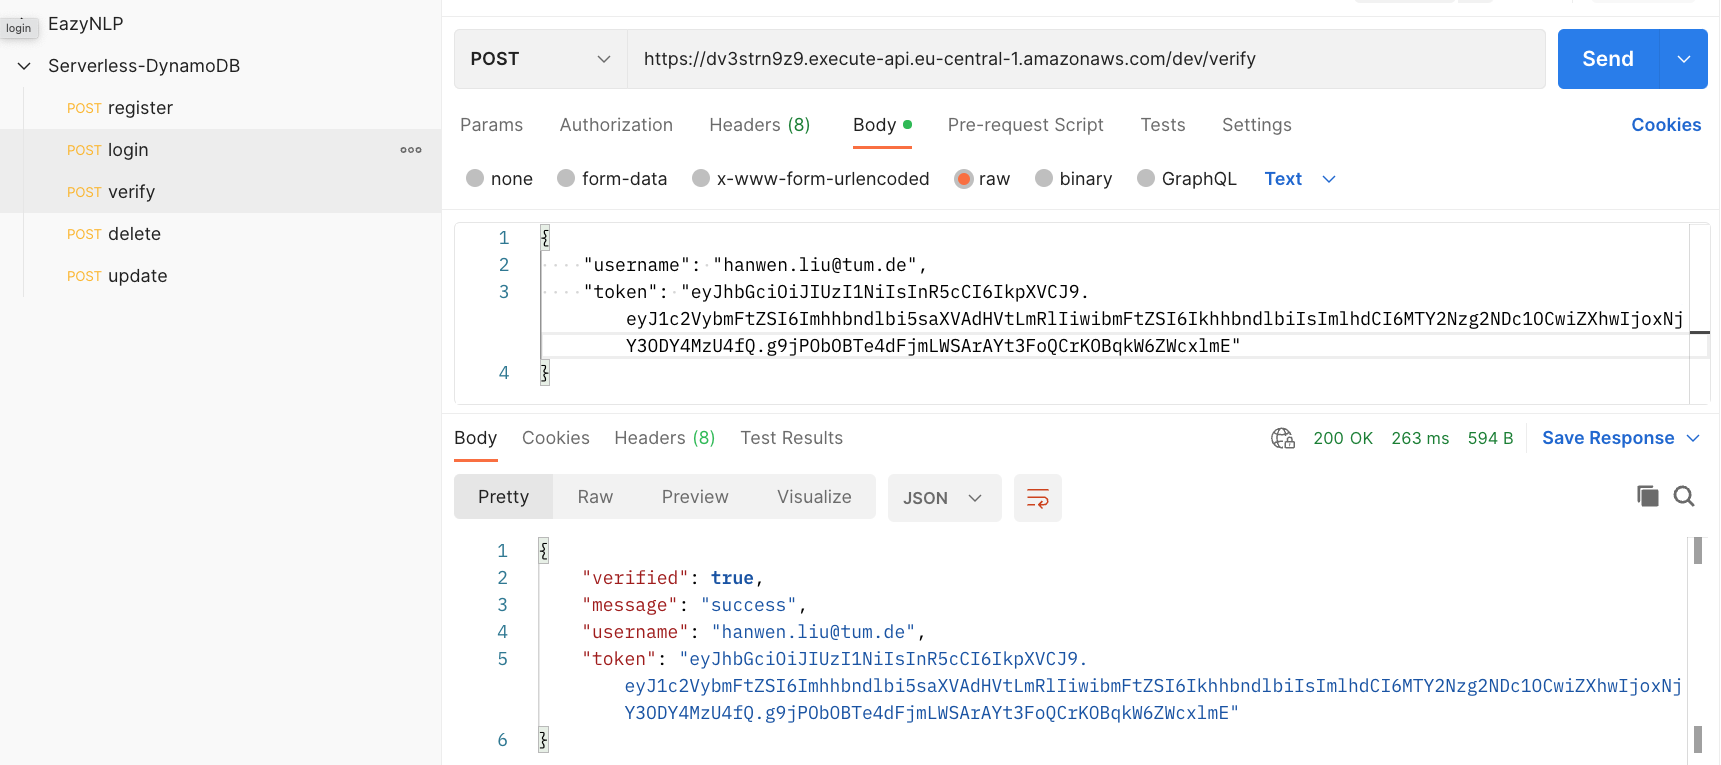 EazyNLP
login
Serverless-DynamoDB
POST register
POST login
POST verify
POST delete
POST update
POST https://dv3strn9z9.execute-api.eu-central-1.amazonaws.com/dev/verify Send
Params Authorization Headers (8) Body Pre-request Script Tests Settings Cookies
none form-data x-www-form-urlencoded raw binary GraphQL Text
1 {
2 "username": "hanwen.liu@tum.de",
3 "token": "eyJhbGciOiJIUzI1NiIsInR5cCI6IkpXVCJ9.
eyJ1c2VybmFtZSI6Imhhbndlbi5saXVAdHVtLmRlIiwibmFtZSI6IkhhbndlbiIsImlhdCI6MTY2Nzg2NDc1OCwiZXhwIjoxNj
Y3ODY4MzU4fQ.g9jPObOBTe4dFjmLWSArAYt3FoQCrKOBqkW6ZWcxlmE"
4 }
Body Cookies Headers (8) Test Results 200 OK 263 ms 594 B Save Response
Pretty Raw Preview Visualize JSON
1 {
2 "verified": true,
3 "message": "success",
4 "username": "hanwen.liu@tum.de",
5 "token": "eyJhbGciOiJIUzI1NiIsInR5cCI6IkpXVCJ9.
eyJ1c2VybmFtZSI6Imhhbndlbi5saXVAdHVtLmRlIiwibmFtZSI6IkhhbndlbiIsImlhdCI6MTY2Nzg2NDc1OCwiZXhwIjoxNj
Y3ODY4MzU4fQ.g9jPObOBTe4dFjmLWSArAYt3FoQCrKOBqkW6ZWcxlmE"
6 }